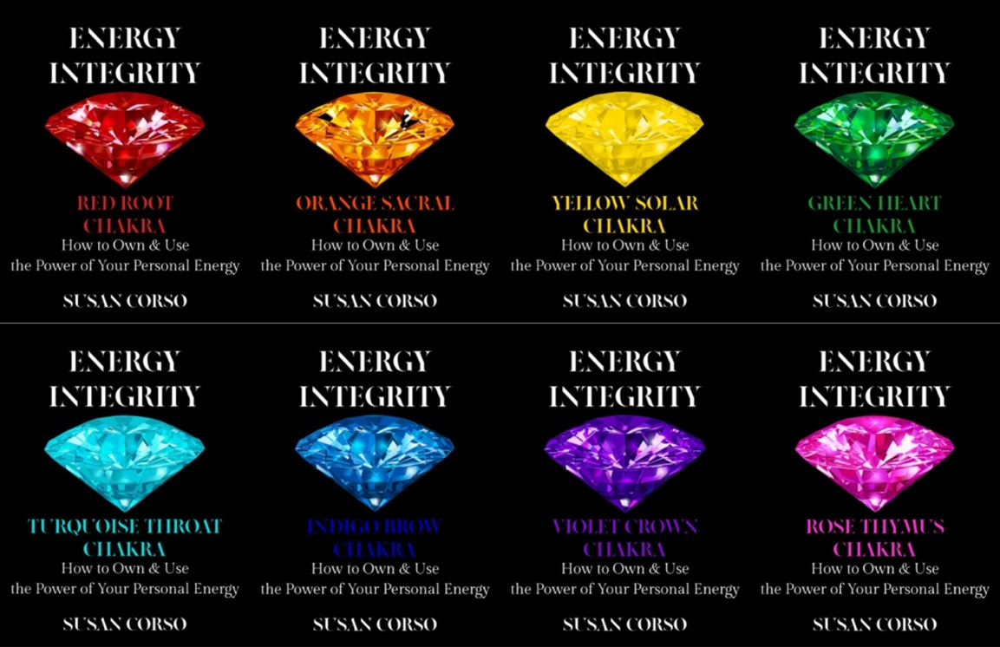 ENERGY
INTEGRITY
RED ROOT
CHAKRA
How to Own & Use
the Power of Your Personal Energy
SUSAN CORSO
ENERGY
INTEGRITY
ORANGE SACRAL
CHAKRA
How to Own & Use
the Power of Your Personal Energy
SUSAN CORSO
ENERGY
INTEGRITY
YELLOW SOLAR
CHAKRA
How to Own & Use
the Power of Your Personal Energy
SUSAN CORSO
ENERGY
INTEGRITY
GREEN HEART
CHAKRA
How to Own & Use
the Power of Your Personal Energy
SUSAN CORSO
ENERGY
INTEGRITY
TURQUOISE THROAT
CHAKRA
How to Own & Use
the Power of Your Personal Energy
SUSAN CORSO
ENERGY
INTEGRITY
INDIGO BROW
CHAKRA
How to Own & Use
the Power of Your Personal Energy
SUSAN CORSO
ENERGY
INTEGRITY
VIOLET CROWN
CHAKRA
How to Own & Use
the Power of Your Personal Energy
SUSAN CORSO
ENERGY
INTEGRITY
ROSE THYMUS
CHAKRA
How to Own & Use
the Power of Your Personal Energy
SUSAN CORSO